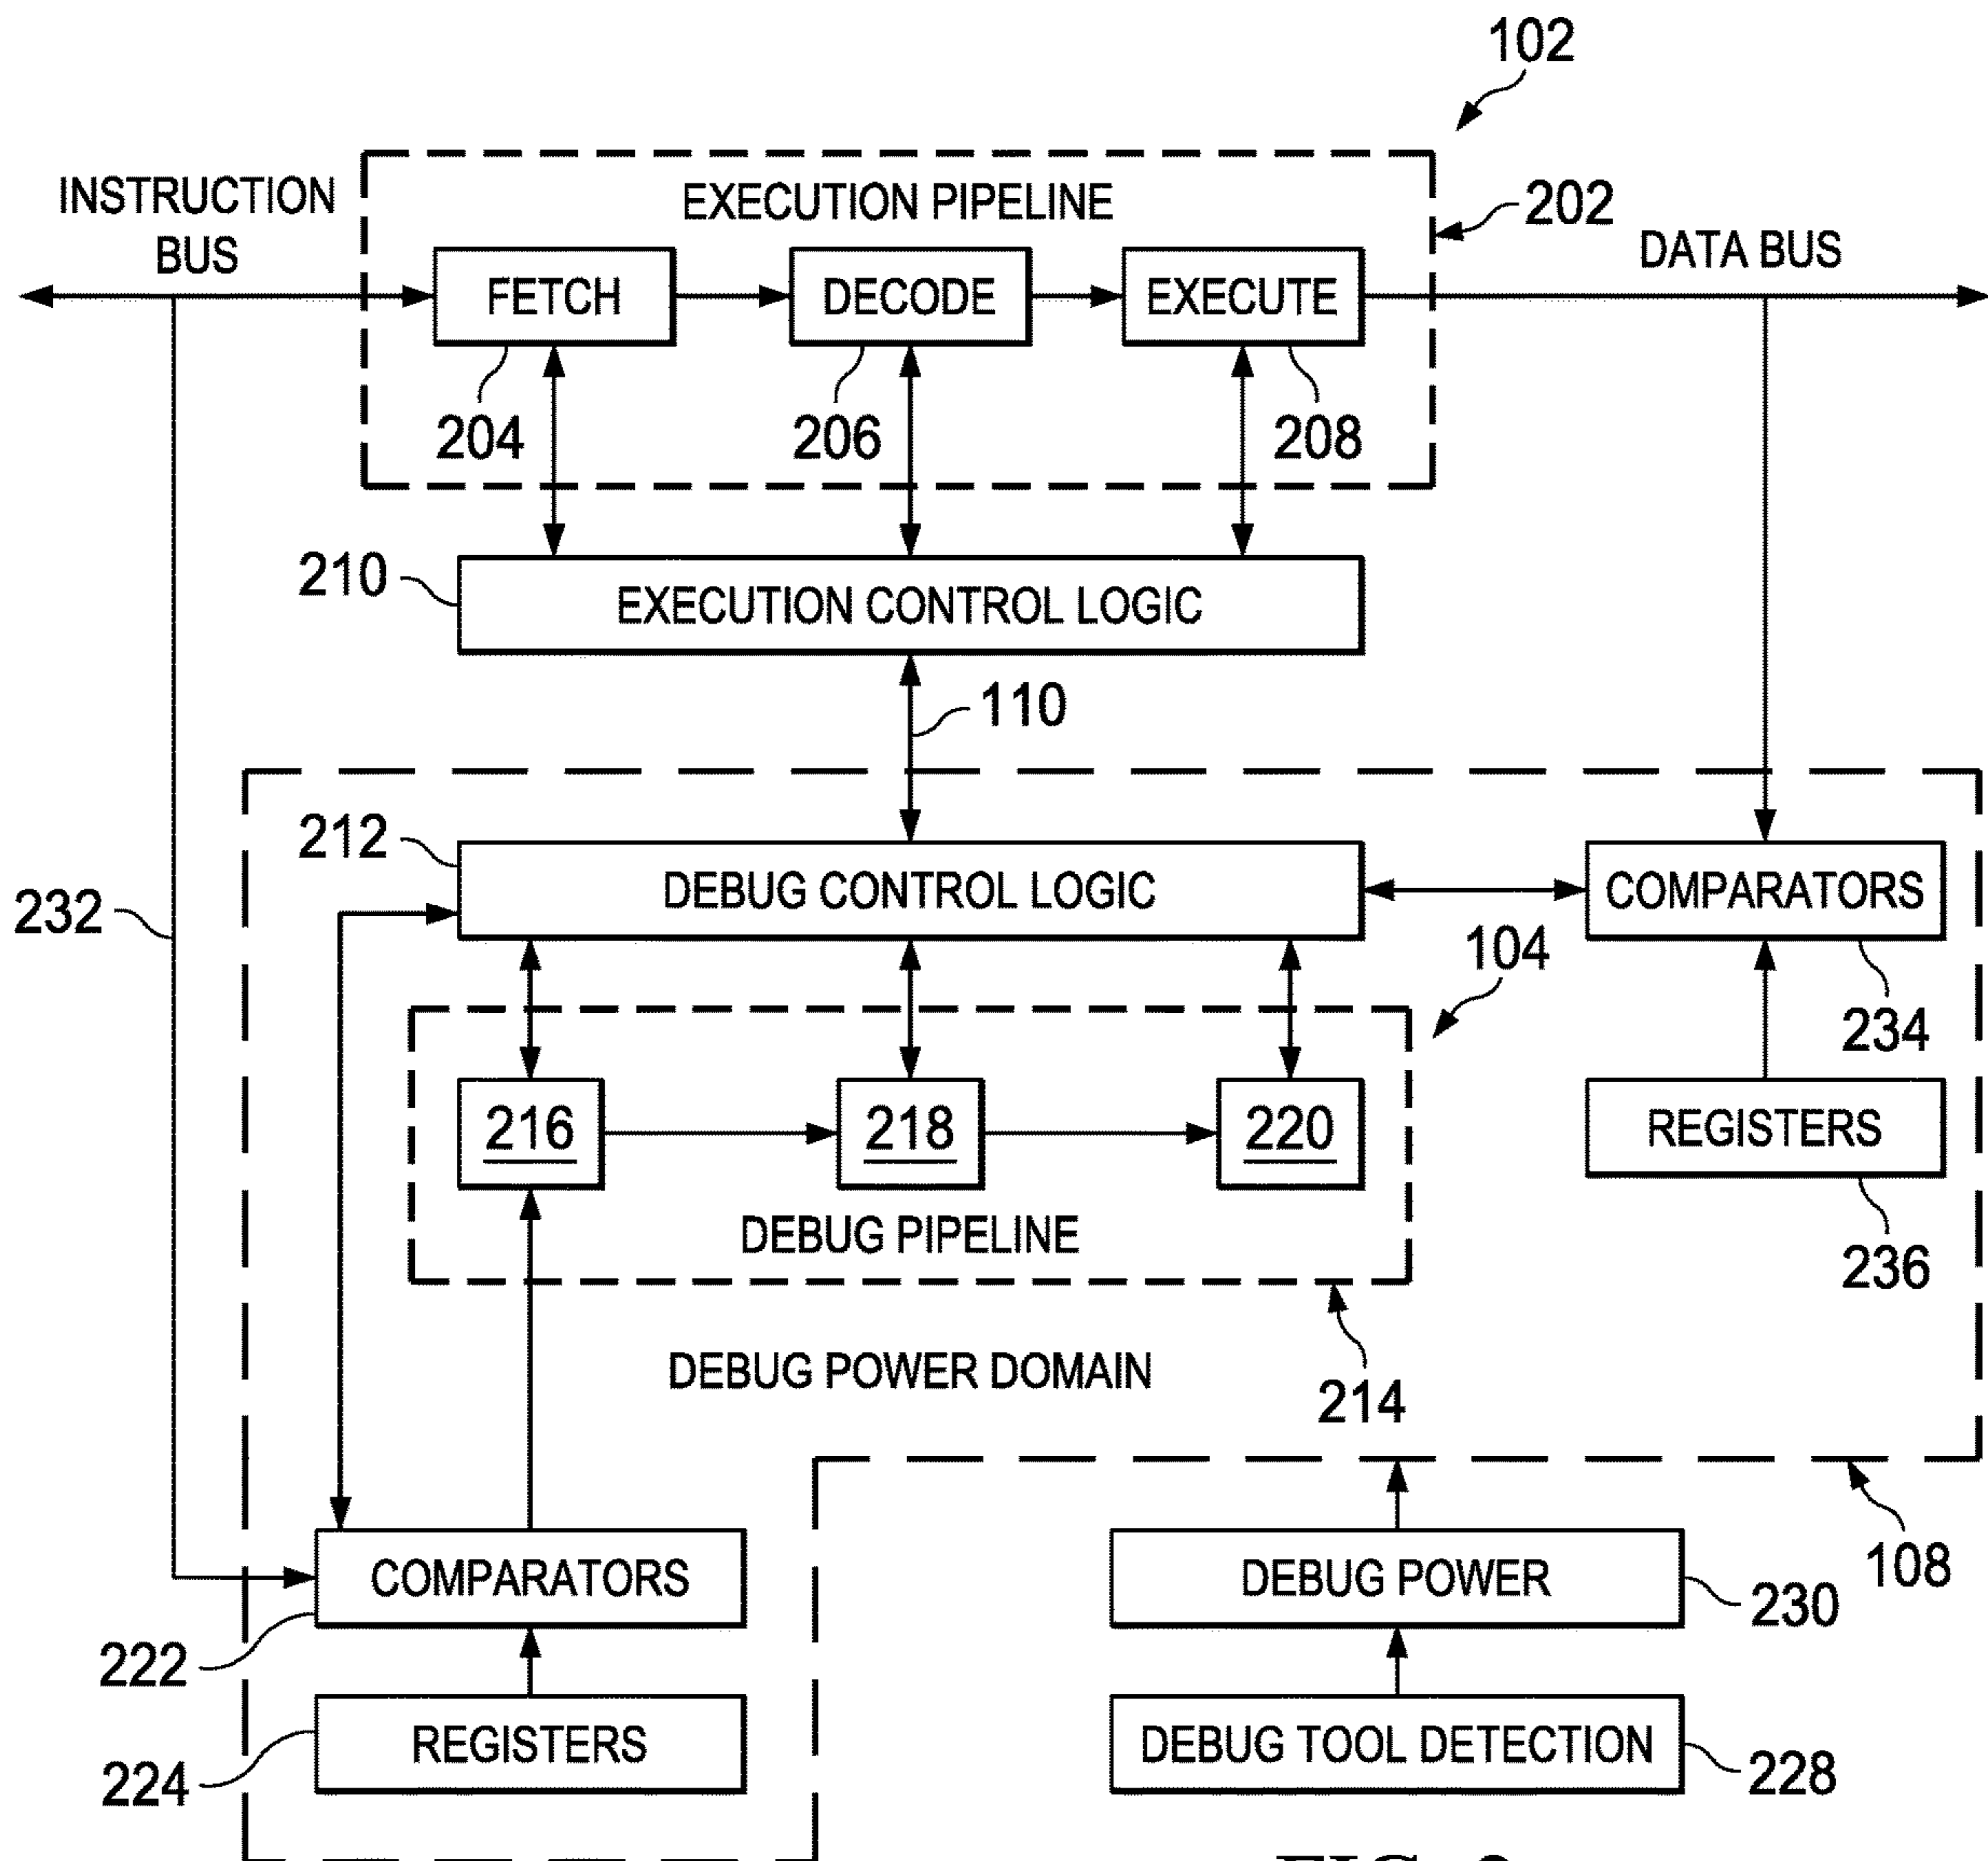 102
INSTRUCTION
BUS
EXECUTION PIPELINE
202
DATA BUS
FETCH
DECODE
EXECUTE
204
206
208
210
EXECUTION CONTROL LOGIC
110
212
DEBUG CONTROL LOGIC
COMPARATORS
232
104
234
216
218
220
REGISTERS
DEBUG PIPELINE
236
DEBUG POWER DOMAIN
214
108
COMPARATORS
DEBUG POWER
230
222
REGISTERS
DEBUG TOOL DETECTION
224
228